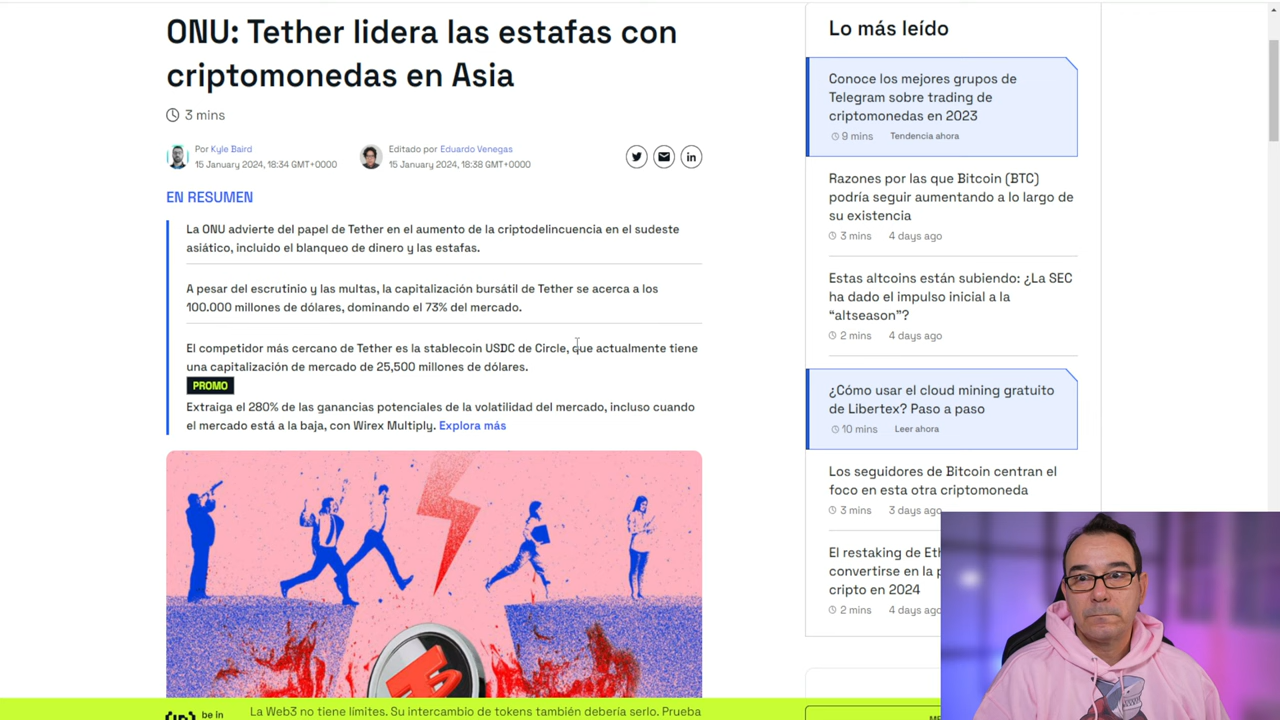 ONU: Tether lidera las estafas con
criptomonedas en Asia
3 mins
Por Kyle Baird
15 January 2024, 18:34 GMT+0000
Editado por Eduardo Venegas
15 January 2024, 18:38 GMT+0000
EN RESUMEN
La ONU advierte del papel de Tether en el aumento de la criptodelincuencia en el sudeste
asiático, incluido el blanqueo de dinero y las estafas.
A pesar del escrutinio y las multas, la capitalización bursátil de Tether se acerca a los
100.000 millones de dólares, dominando el 73% del mercado.
El competidor más cercano de Tether es la stablecoin USDC de Circle, que actualmente tiene
una capitalización de mercado de 25,500 millones de dólares.
PROMO
Extraiga el 280% de las ganancias potenciales de la volatilidad del mercado, incluso cuando
el mercado está a la baja, con Wirex Multiply. Explora más
Lo más leído
Conoce los mejores grupos de
Telegram sobre trading de
criptomonedas en 2023
9 mins Tendencia ahora
Razones por las que Bitcoin (BTC)
podría seguir aumentando a lo largo de
su existencia
3 mins 4 days ago
Estas altcoins están subiendo: ¿La SEC
ha dado el impulso inicial a la
“altseason”?
2 mins 4 days ago
¿Cómo usar el cloud mining gratuito
de Libertex? Paso a paso
10 mins Leer ahora
Los seguidores de Bitcoin centran el
foco en esta otra criptomoneda
3 mins 3 days ago
El restaking de
convertirse en la
cripto en 2024
2 mins 4 days ago
be in
La Web3 no tiene límites. Su intercambio de tokens también debería serlo. Prueba